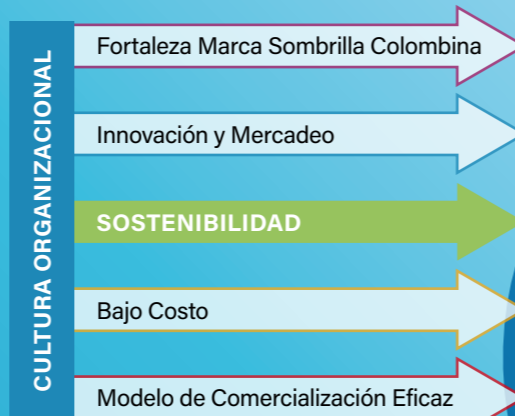 CULTURA ORGANIZACIONAL
Fortaleza Marca Sombrilla Colombina
Innovación y Mercadeo
SOSTENIBILIDAD
Bajo Costo
Modelo de Comercialización Eficaz